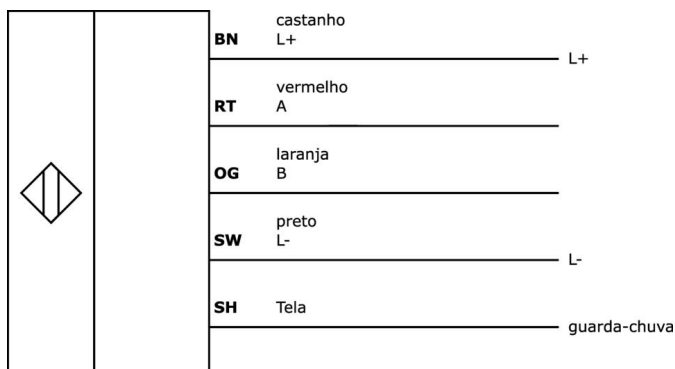 castanho
BN L+
L+
vermelho
RT A
laranja
OG B
preto
SW L-
L-
SH Tela
guarda-chuva